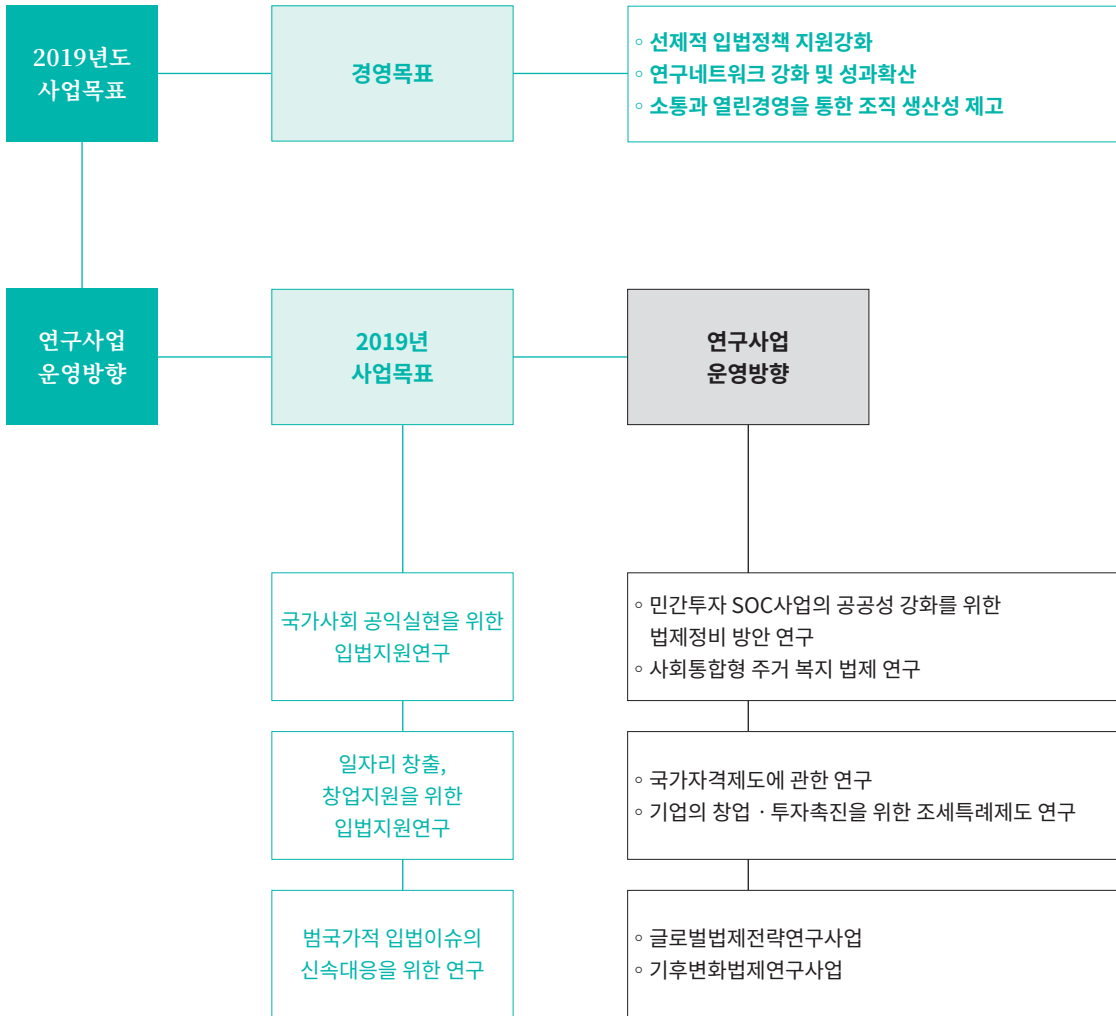 2019년도
사업목표
경영목표
◦ 선제적 입법정책 지원강화
◦ 연구네트워크 강화 및 성과확산
◦ 소통과 열린경영을 통한 조직 생산성 제고
연구사업
운영방향
2019년
사업목표
연구사업
운영방향
국가사회 공익실현을 위한
입법지원연구
◦ 민간투자 SOC사업의 공공성 강화를 위한
법제정비 방안 연구
◦ 사회통합형 주거 복지 법제 연구
일자리 창출,
창업지원을 위한
입법지원연구
◦ 국가자격제도에 관한 연구
◦ 기업의 창업 · 투자촉진을 위한 조세특례제도 연구
범국가적 입법이슈의
신속대응을 위한 연구
◦ 글로벌법제전략연구사업
◦ 기후변화법제연구사업